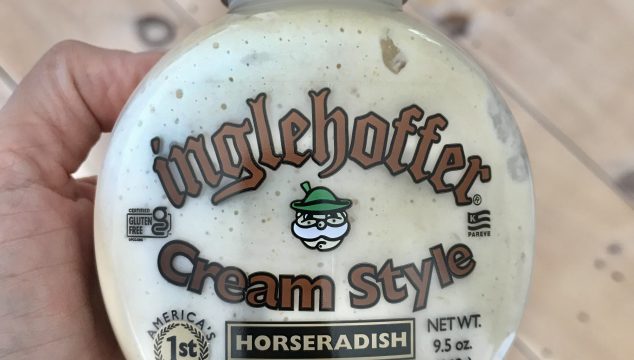 inglehoffer®
CERTIFIED
GLUTEN
FREE
K
PAREVE
Cream Style
AMERICA'S
1st
HORSERADISH
NET WT.
9.5 oz.